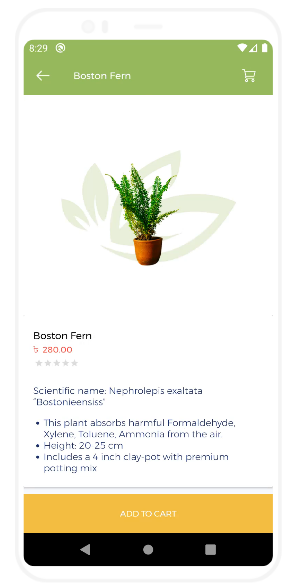 8:29
Boston Fern
Boston Fern
৳ 280.00
Scientific name: Nephrolepis exaltata
"Bostonieensiss"
• This plant absorbs harmful Formaldehyde,
Xylene, Toluene, Ammonia from the air.
• Height: 20-25 cm
• Includes a 4 inch clay-pot with premium
potting mix
ADD TO CART